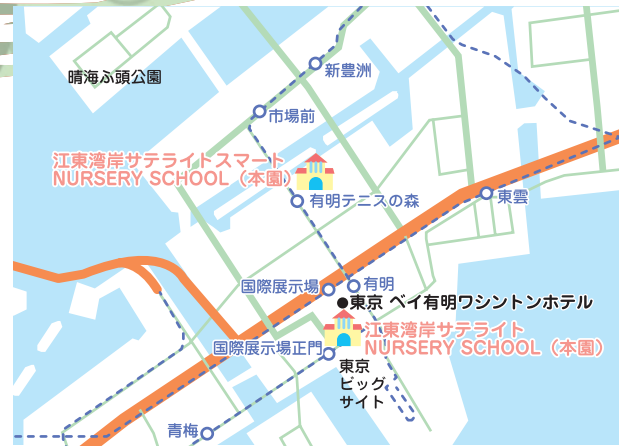 新豊洲
晴海ふ頭公園
市場前
江東湾岸サテライトスマート
NURSERY SCHOOL（本園）
有明テニスの森
東雲
国際展示場
有明
●東京 ベイ有明ワシントンホテル
江東湾岸サテライト
NURSERY SCHOOL（本園）
国際展示場正門
東京
ビッグ
サイト
青梅